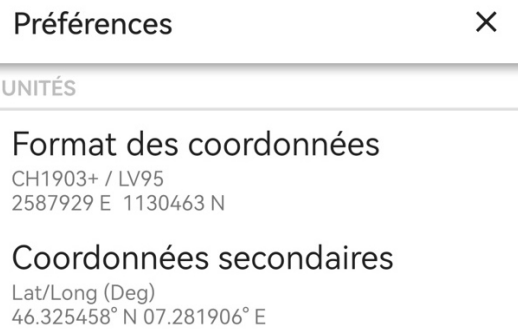 Préférences
UNITÉS
Format des coordonnées
CH1903+ / LV95
2587929 E 1130463 N
Coordonnées secondaires
Lat/Long (Deg)
46.325458° N 07.281906° E